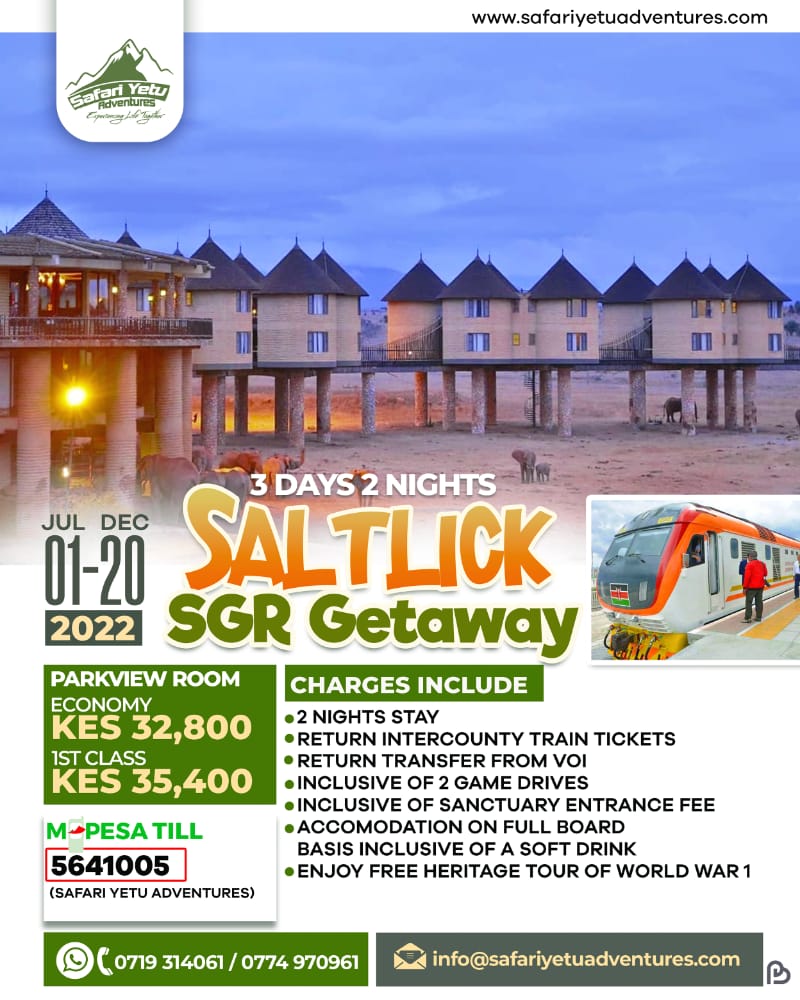 www.safariyetuadventures.com
Safari Yetu
Adventures
Experiencing Life Together
3 DAYS 2 NIGHTS
SALTLICK
SGR Getaway
JUL DEC
01-20
2022
PARKVIEW ROOM
ECONOMY
KES 32,800
1ST CLASS
KES 35,400
M-PESA TILL
5641005
(SAFARI YETU ADVENTURES)
CHARGES INCLUDE
2 NIGHTS STAY
RETURN INTERCOUNTY TRAIN TICKETS
RETURN TRANSFER FROM VOI
INCLUSIVE OF 2 GAME DRIVES
INCLUSIVE OF SANCTUARY ENTRANCE FEE
ACCOMODATION ON FULL BOARD
BASIS INCLUSIVE OF A SOFT DRINK
ENJOY FREE HERITAGE TOUR OF WORLD WAR 1
0719 314061 / 0774 970961
info@safariyetuadventures.com